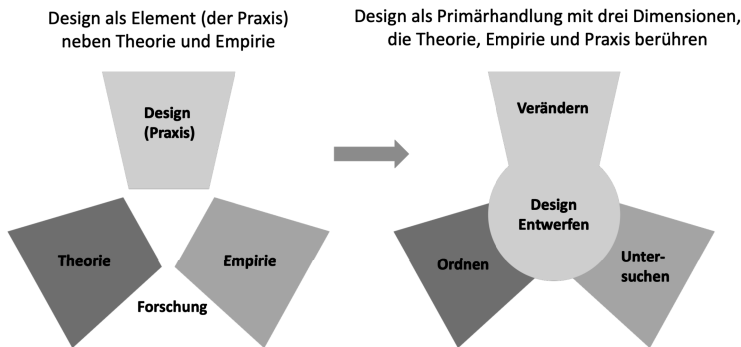 Design als Element (der Praxis)
neben Theorie und Empirie
Design
(Praxis)
Theorie
Empirie
Forschung
Design als Primärhandlung mit drei Dimensionen,
die Theorie, Empirie und Praxis berühren
Verändern
Design
Entwerfen
Ordnen
Unter-
suchen